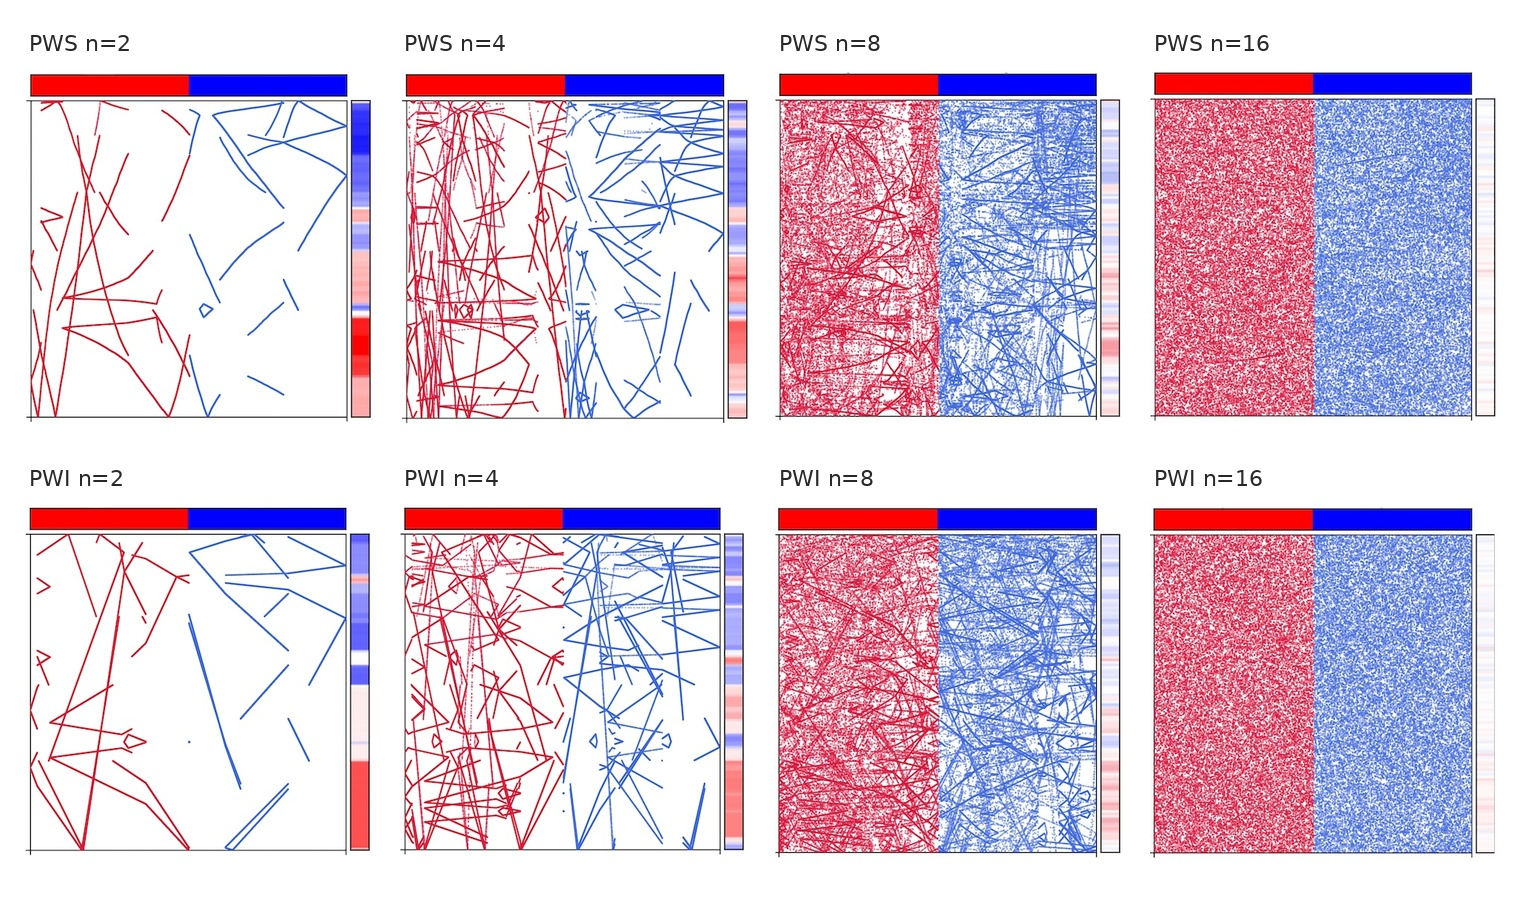 PWS n=2
PWS n=4
PWS n=8
PWS n=16
PWI n=2
PWI n=4
PWI n=8
PWI n=16